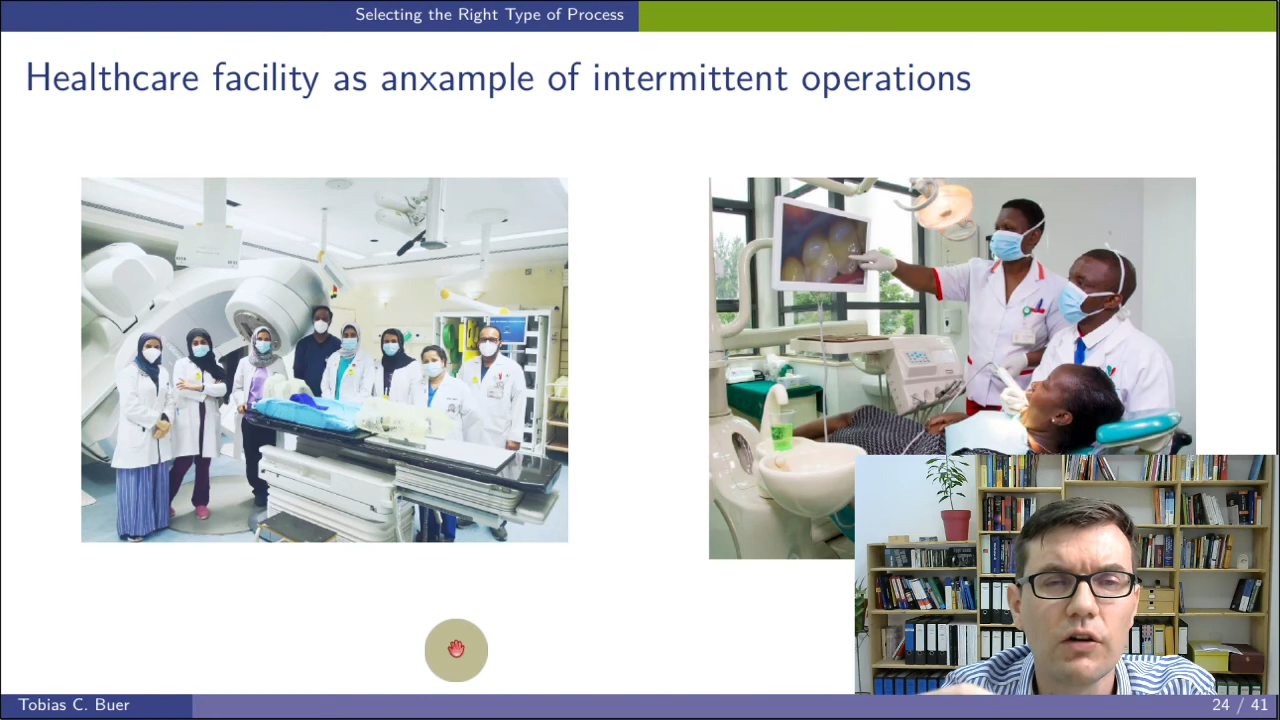 Selecting the Right Type of Process
Healthcare facility as anxample of intermittent operations
Tobias C. Buer
24 / 41